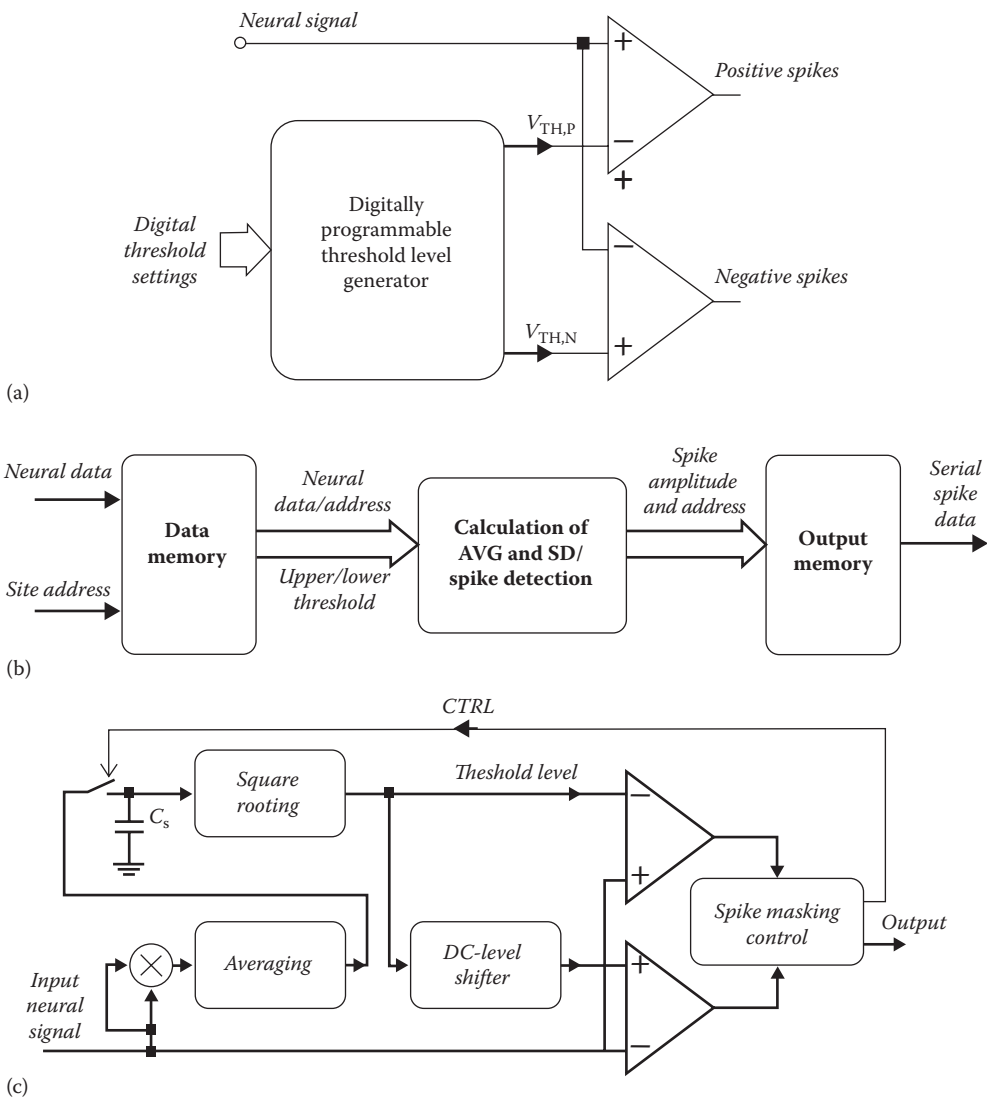 Neural signal
+
Positive spikes
V_TH,P
−
+
Digital
threshold
settings
Digitally
programmable
threshold level
generator
−
Negative spikes
V_TH,N
+
(a)
Neural data
Site address
Data
memory
Neural
data/address
Upper/lower
threshold
Calculation of
AVG and SD/
spike detection
Spike
amplitude
and address
Output
memory
Serial
spike
data
(b)
CTRL
Square
rooting
Theshold level
−
C_s
+
Spike masking
control
Output
Averaging
DC-level
shifter
+
Input
neural
signal
−
(c)